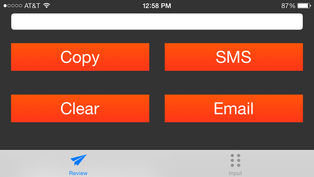 AT&T 12:58 PM 87%
Copy SMS
Clear Email
Review Input